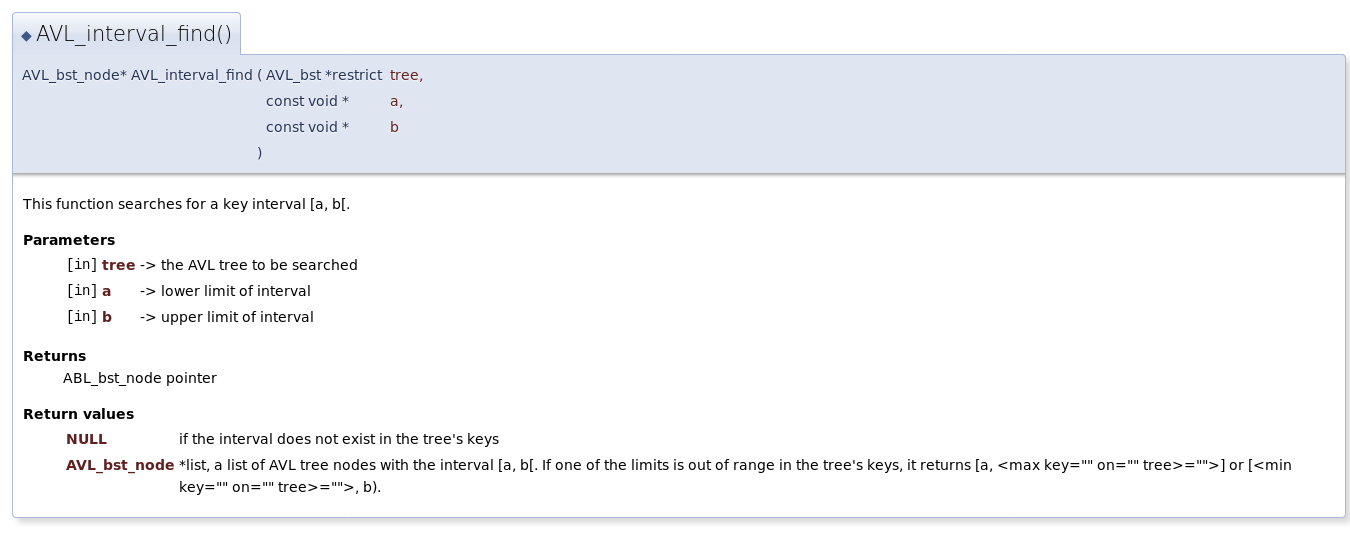 ◆ AVL_interval_find()
AVL_bst_node* AVL_interval_find ( AVL_bst *restrict tree,
const void * a,
const void * b
)
This function searches for a key interval [a, b[.
Parameters
[in] tree -> the AVL tree to be searched
[in] a -> lower limit of interval
[in] b -> upper limit of interval
Returns
ABL_bst_node pointer
Return values
NULL if the interval does not exist in the tree's keys
AVL_bst_node *list, a list of AVL tree nodes with the interval [a, b[. If one of the limits is out of range in the tree's keys, it returns [a, <max key="" on="" tree>="">] or [<min
key="" on="" tree>="">, b).